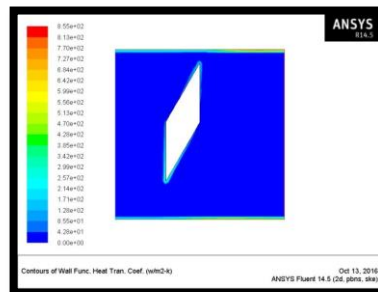 ANSYS
R14.5
8.55e+02
8.13e+02
7.70e+02
7.27e+02
6.84e+02
6.42e+02
5.99e+02
5.56e+02
5.13e+02
4.70e+02
4.28e+02
3.85e+02
3.42e+02
2.99e+02
2.57e+02
2.14e+02
1.71e+02
1.28e+02
8.55e+01
4.28e+01
0.00e+00
Contours of Wall Func. Heat Tran. Coef. (w/m2-k)
Oct 13, 2016
ANSYS Fluent 14.5 (2d, pbns, ske)